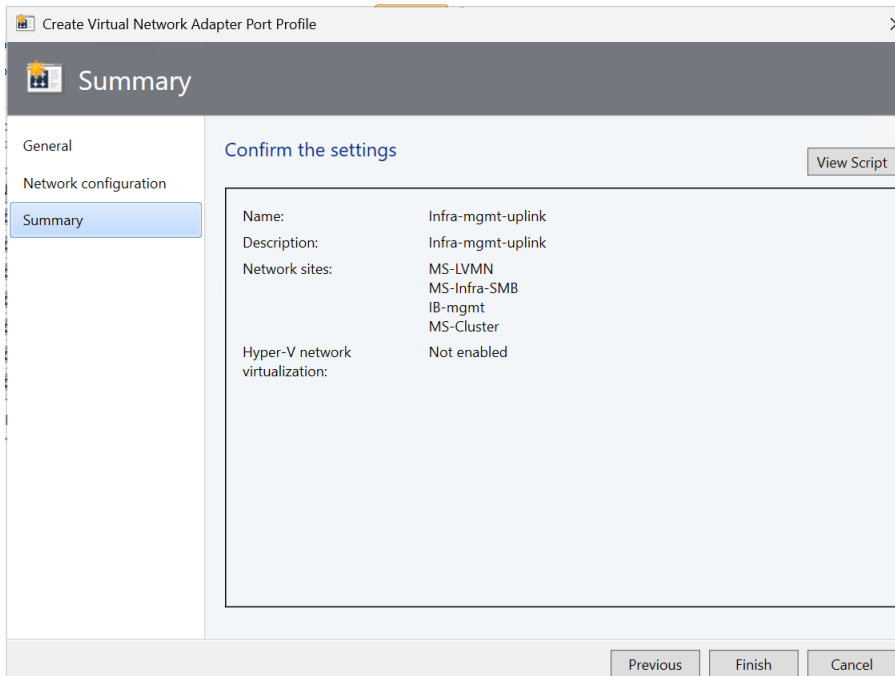 Create Virtual Network Adapter Port Profile
Summary
General
Network configuration
Summary
Confirm the settings
View Script
Name: Infra-mgmt-uplink
Description: Infra-mgmt-uplink
Network sites: MS-LVMN
MS-Infra-SMB
IB-mgmt
MS-Cluster
Hyper-V network Not enabled
virtualization:
Previous Finish Cancel